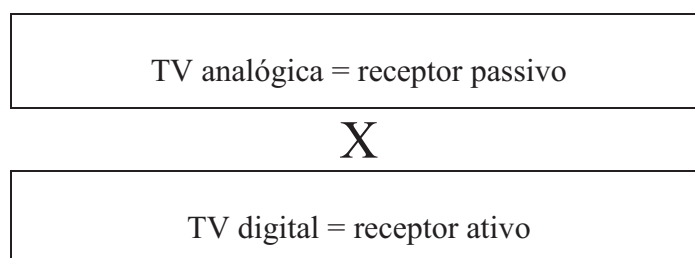 TV analógica = receptor passivo
X
TV digital = receptor ativo